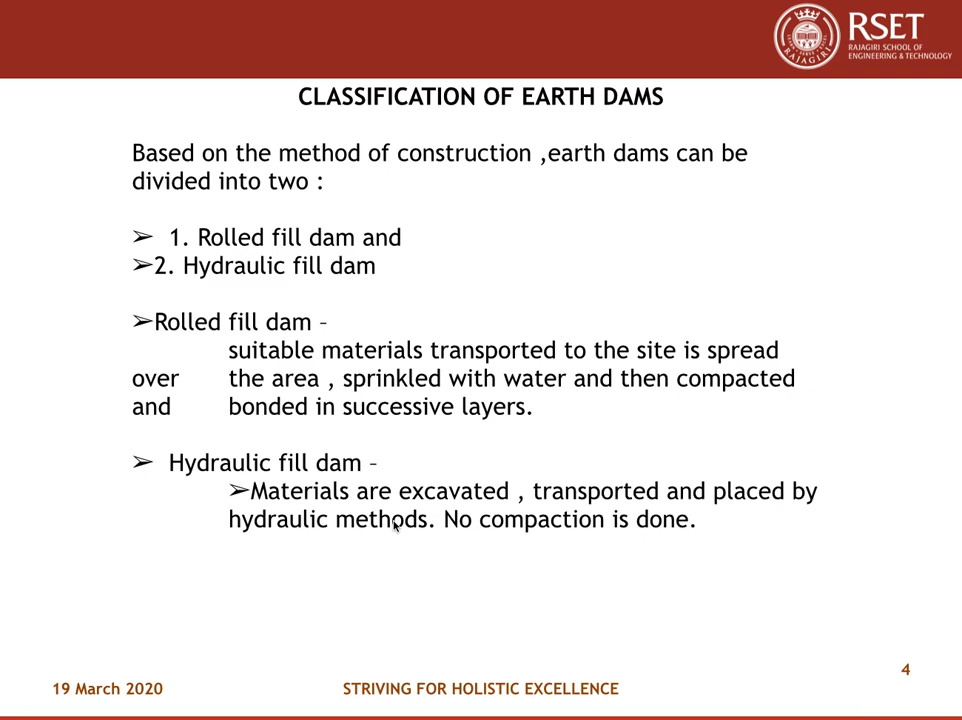 RSET
RAJAGIRI SCHOOL OF
ENGINEERING & TECHNOLOGY
RAJAGIRI
CLASSIFICATION OF EARTH DAMS
Based on the method of construction ,earth dams can be
divided into two :
➢ 1. Rolled fill dam and
➢2. Hydraulic fill dam
➢Rolled fill dam –
suitable materials transported to the site is spread
over the area , sprinkled with water and then compacted
and bonded in successive layers.
➢ Hydraulic fill dam –
➢Materials are excavated , transported and placed by
hydraulic methods. No compaction is done.
4
19 March 2020
STRIVING FOR HOLISTIC EXCELLENCE